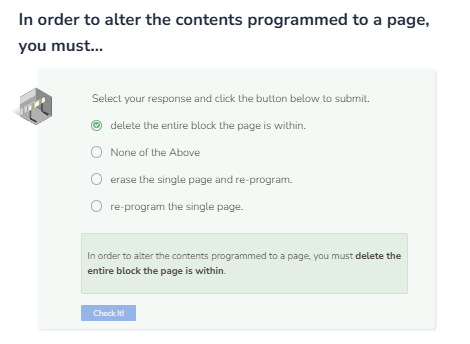 In order to alter the contents programmed to a page,
you must...
Select your response and click the button below to submit.
delete the entire block the page is within.
None of the Above
erase the single page and re-program.
re-program the single page.
In order to alter the contents programmed to a page, you must delete the
entire block the page is within.
Check It!